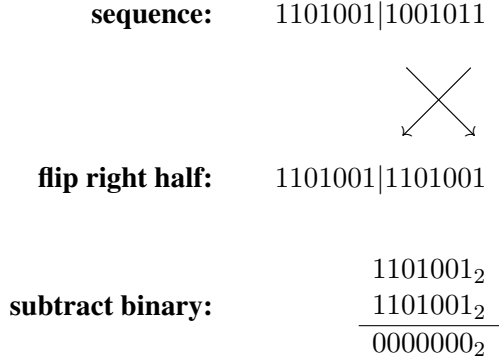 sequence: 1101001|1001011
flip right half: 1101001|1101001
1101001₂
subtract binary: 1101001₂
0000000₂